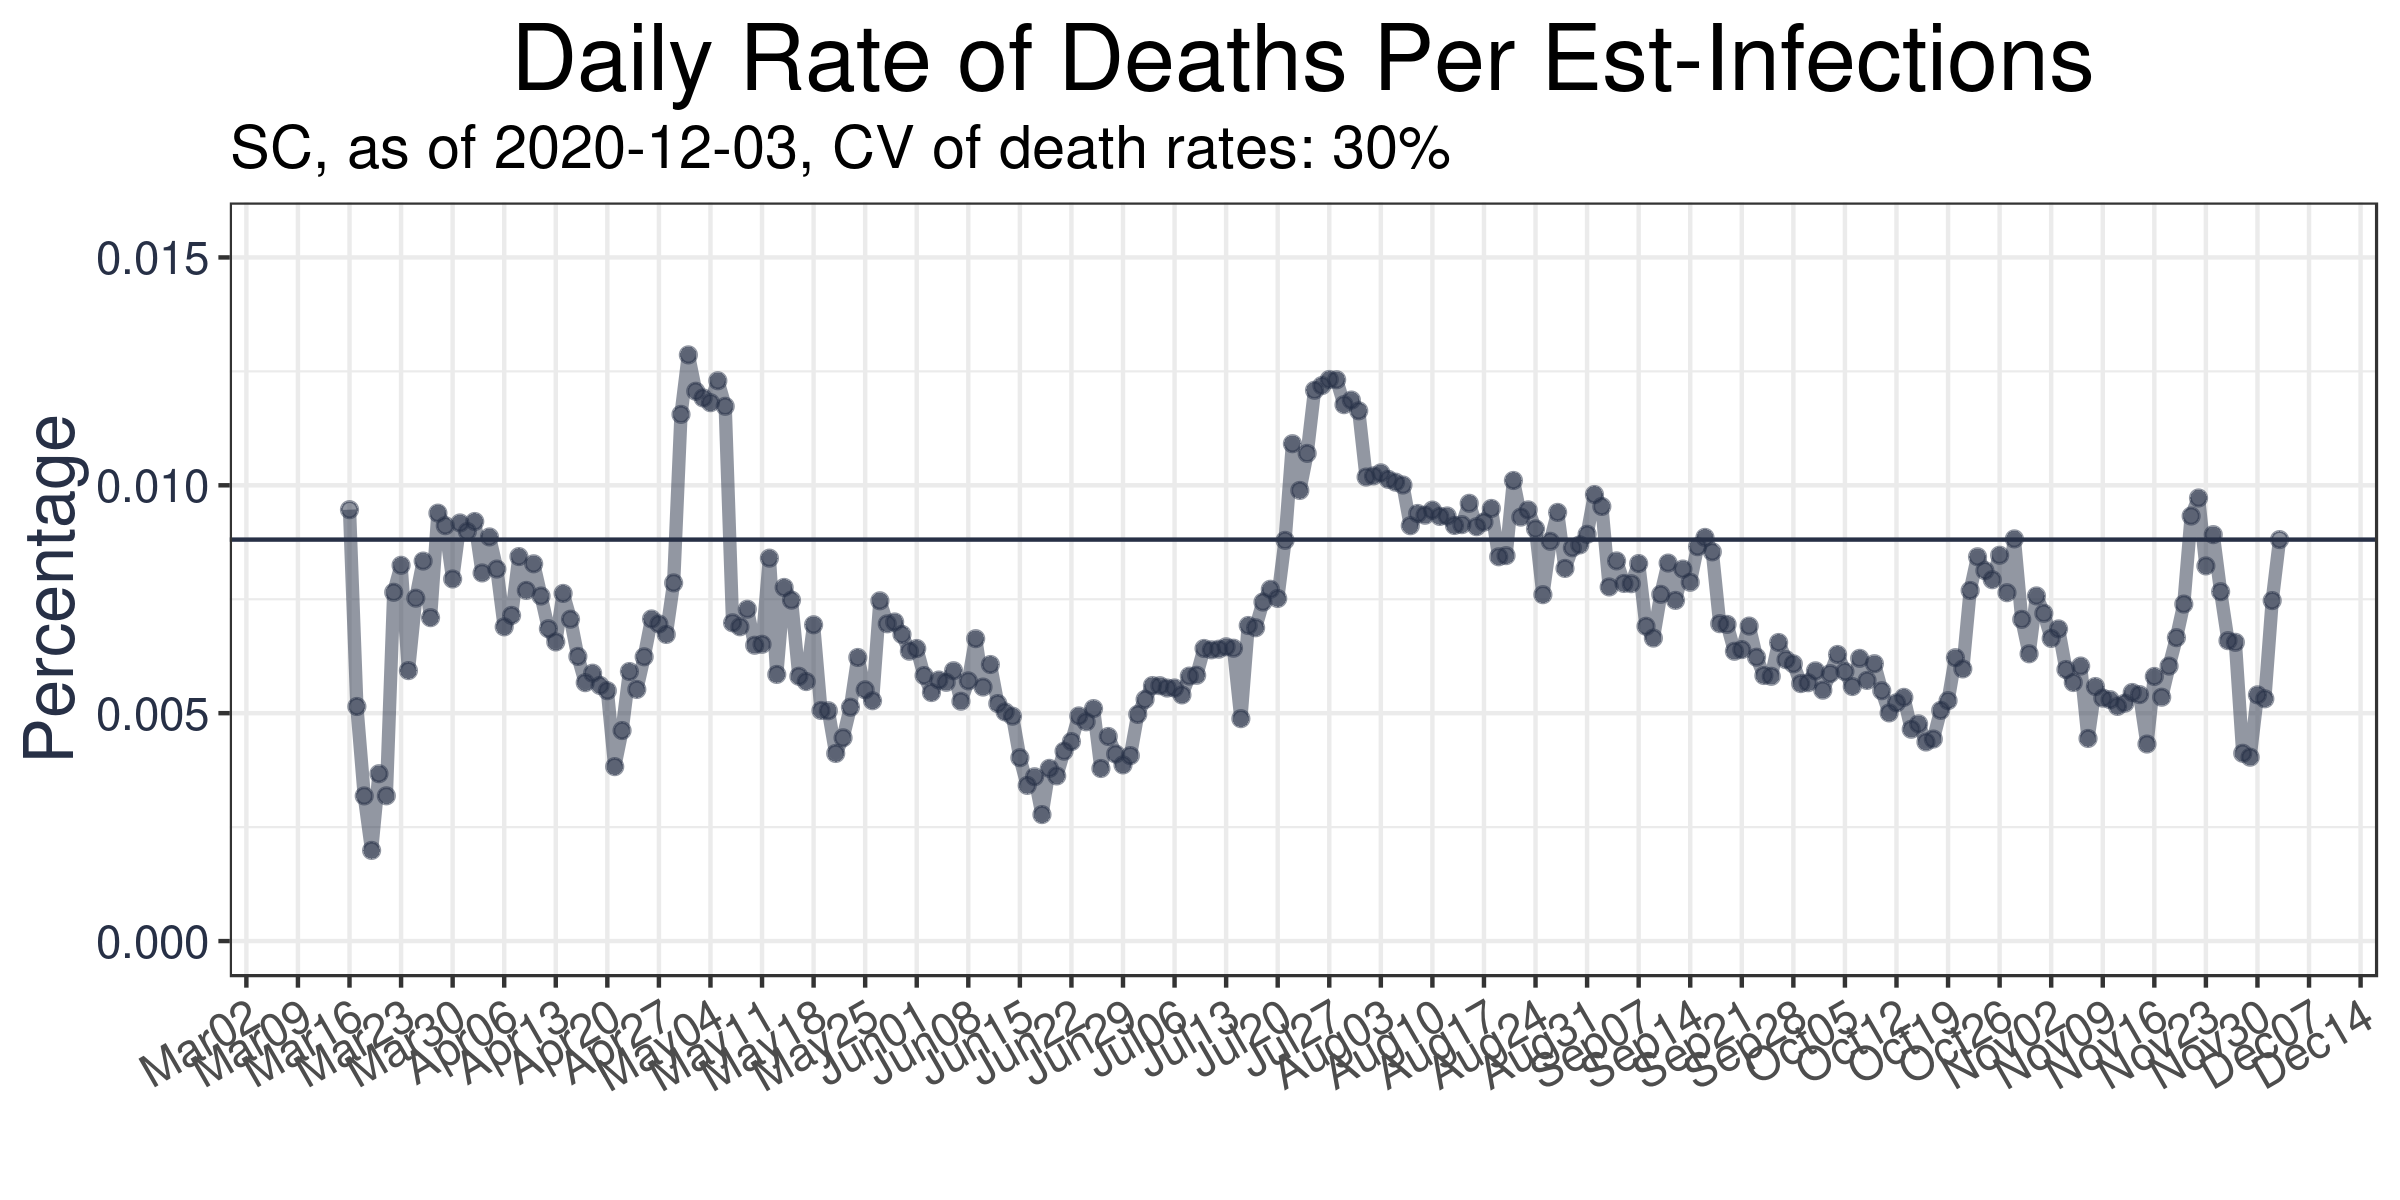 Daily Rate of Deaths Per Est-Infections
SC, as of 2020-12-03, CV of death rates: 30%
Percentage
0.015
0.010
0.005
0.000
Mar02
Mar09
Mar16
Mar23
Mar30
Apr06
Apr13
Apr20
Apr27
May04
May11
May18
May25
Jun01
Jun08
Jun15
Jun22
Jun29
Jul06
Jul13
Jul20
Jul27
Aug03
Aug10
Aug17
Aug24
Aug31
Sep07
Sep14
Sep21
Sep28
Oct05
Oct12
Oct19
Oct26
Nov02
Nov09
Nov16
Nov23
Nov30
Dec07
Dec14